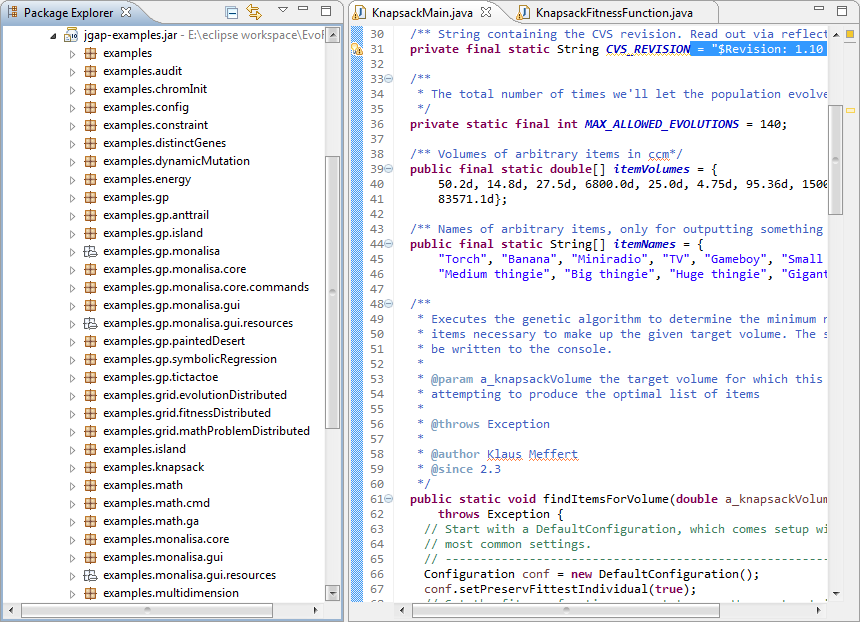 Package Explorer
jgap-examples.jar - E:\eclipse workspace\Evol
examples
examples.audit
examples.chromInit
examples.config
examples.constraint
examples.distinctGenes
examples.dynamicMutation
examples.energy
examples.gp
examples.gp.anttrail
examples.gp.island
examples.gp.monalisa
examples.gp.monalisa.core
examples.gp.monalisa.core.commands
examples.gp.monalisa.gui
examples.gp.monalisa.gui.resources
examples.gp.paintedDesert
examples.gp.symbolicRegression
examples.gp.tictactoe
examples.grid.evolutionDistributed
examples.grid.fitnessDistributed
examples.grid.mathProblemDistributed
examples.island
examples.knapsack
examples.math
examples.math.cmd
examples.math.ga
examples.monalisa.core
examples.monalisa.gui
examples.monalisa.gui.resources
examples.multidimension
KnapsackMain.java KnapsackFitnessFunction.java
30 /** String containing the CVS revision. Read out via reflect
31 private final static String CVS_REVISION = "$Revision: 1.10
32
33 /**
34 * The total number of times we'll let the population evolve
35 */
36 private static final int MAX_ALLOWED_EVOLUTIONS = 140;
37
38 /** Volumes of arbitrary items in ccm*/
39 public final static double[] itemVolumes = {
40 50.2d, 14.8d, 27.5d, 6800.0d, 25.0d, 4.75d, 95.36d, 1500
41 83571.1d};
42
43 /** Names of arbitrary items, only for outputting something
44 public final static String[] itemNames = {
45 "Torch", "Banana", "Miniradio", "TV", "Gameboy", "Small
46 "Medium thingie", "Big thingie", "Huge thingie", "Gigant
47
48 /**
49 * Executes the genetic algorithm to determine the minimum n
50 * items necessary to make up the given target volume. The s
51 * be written to the console.
52 *
53 * @param a_knapsackVolume the target volume for which this
54 * attempting to produce the optimal list of items
55 *
56 * @throws Exception
57 *
58 * @author Klaus Meffert
59 * @since 2.3
60 */
61 public static void findItemsForVolume(double a_knapsackVolum
62 throws Exception {
63 // Start with a DefaultConfiguration, which comes setup wi
64 // most common settings.
65 // ------------------------------------------------------
66 Configuration conf = new DefaultConfiguration();
67 conf.setPreservFittestIndividual(true);